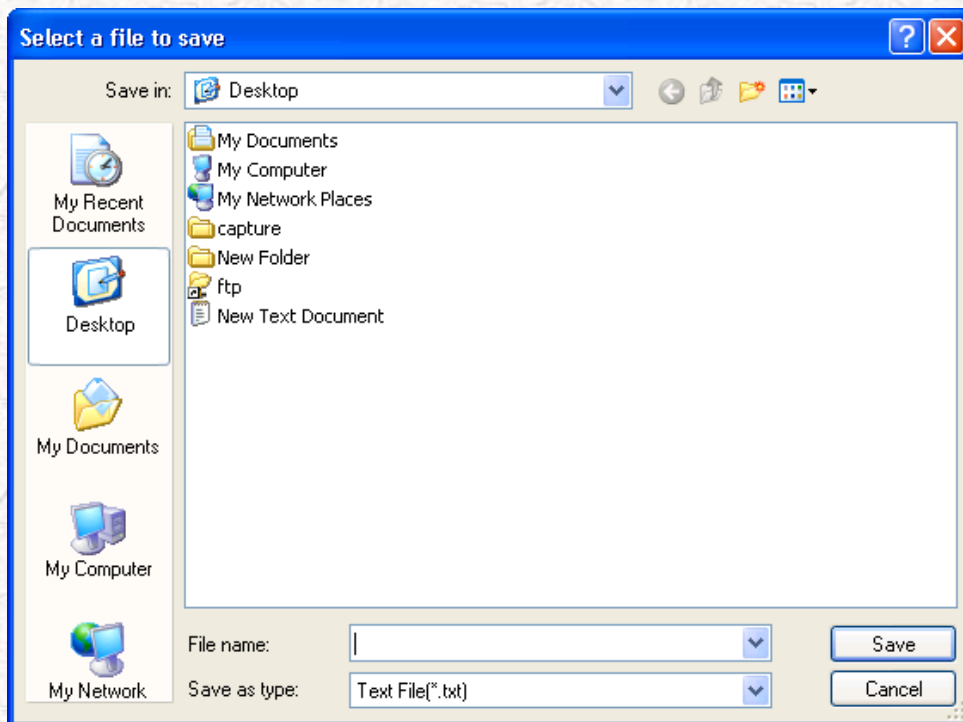 Select a file to save
Save in: Desktop
My Recent
Documents
Desktop
My Documents
My Computer
My Network
My Documents
My Computer
My Network Places
capture
New Folder
ftp
New Text Document
File name:
Save
Save as type: Text File(*.txt)
Cancel